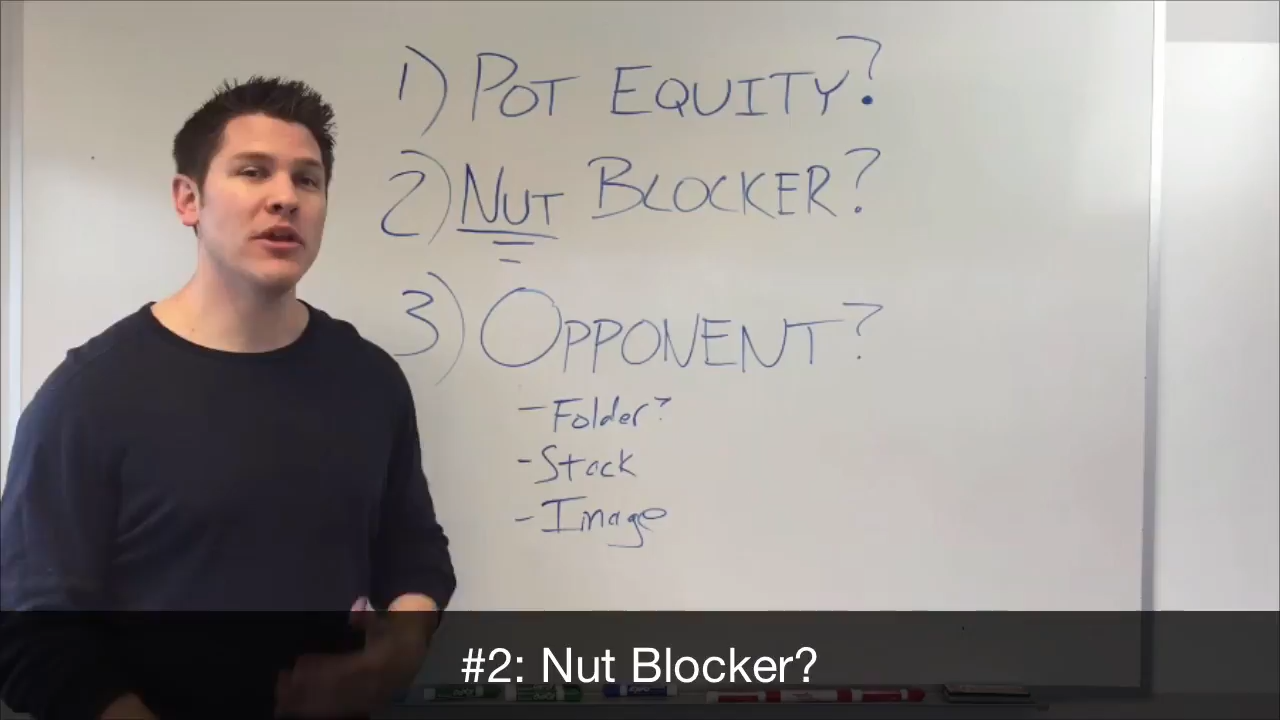 1) POT EQUITY?
2) NUT BLOCKER?
3) OPPONENT?
- Folder?
- Stack
- Image
#2: Nut Blocker?